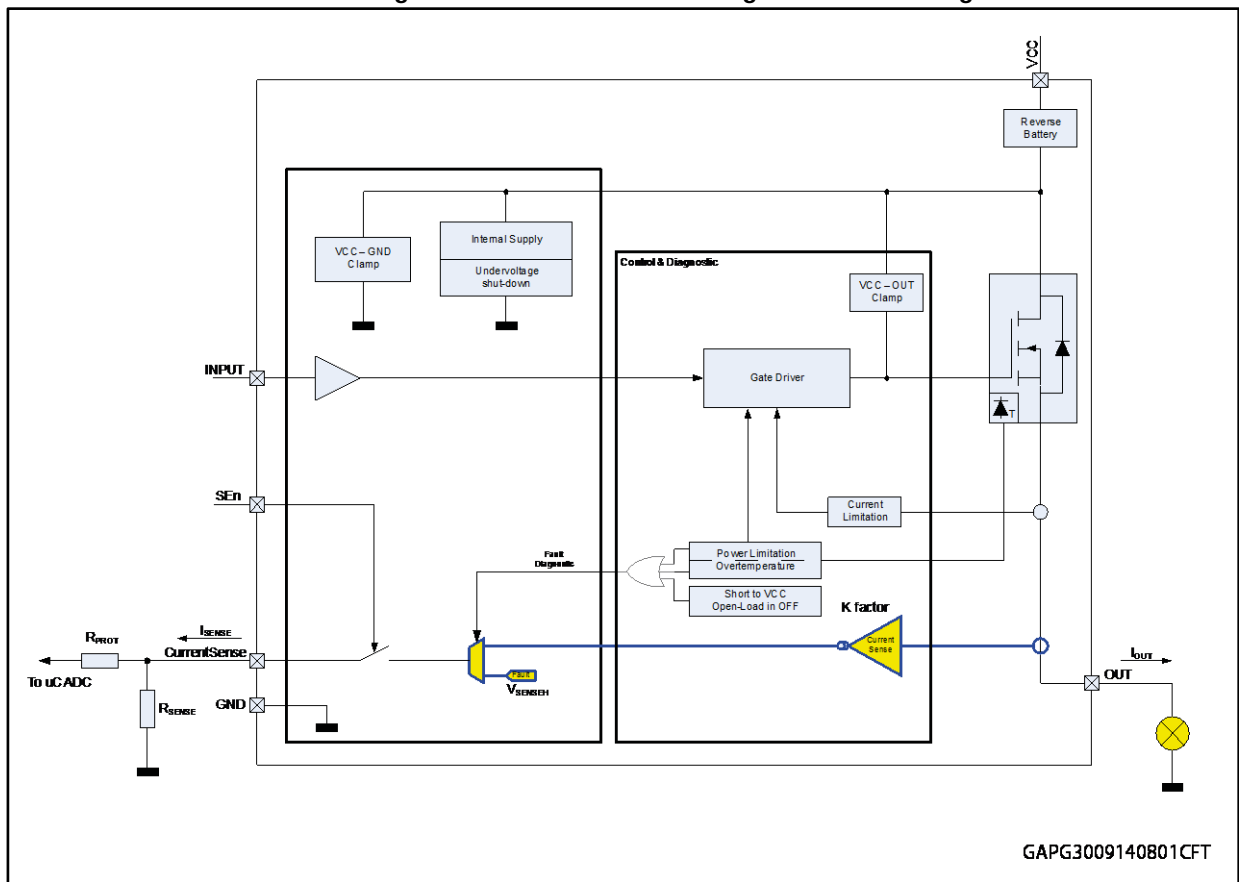 VCC
Reverse
Battery
VCC – GND
Clamp
Internal Supply
Undervoltage
shut-down
Control & Diagnostic
VCC – OUT
Clamp
INPUT
Gate Driver
T
SEn
Current
Limitation
Fault
Diagnostic
Power Limitation
Overtemperature
Short to VCC
Open-Load in OFF
K factor
Current
Sense
ISENSE
RPROT
CurrentSense
To uC ADC
Fault
VSENSEH
IOUT
OUT
RSENSE
GND
GAPG3009140801CFT